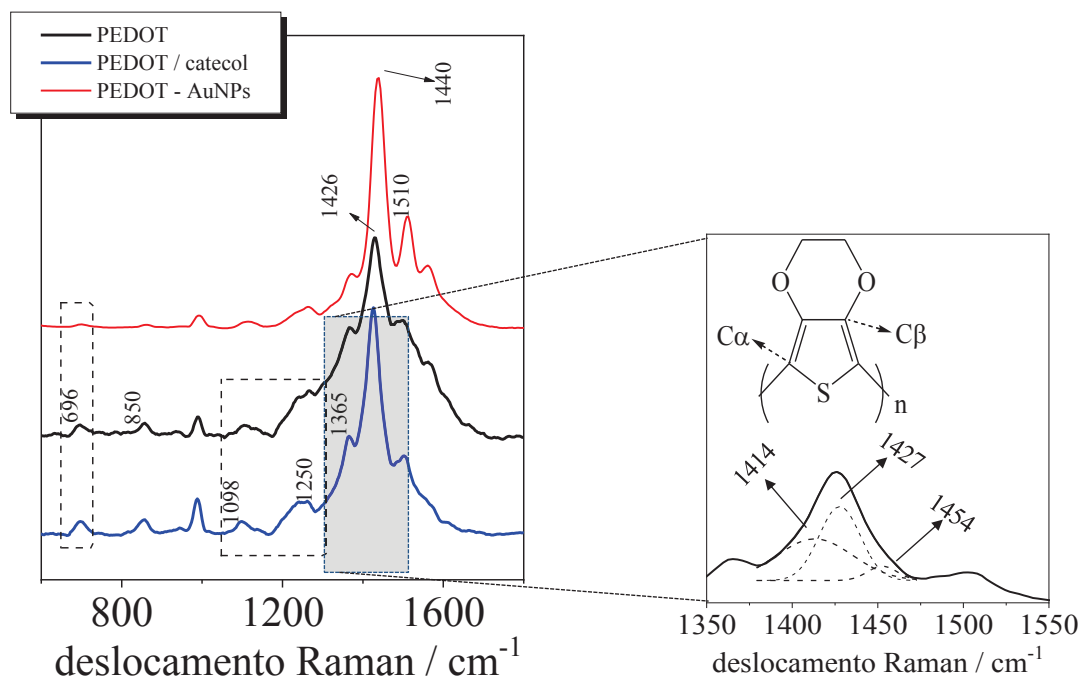 PEDOT
PEDOT / catecol
PEDOT - AuNPs
1440
1426
1510
696
850
1098
1250
1365
800
1200
1600
deslocamento Raman / cm⁻¹
O
O
Cα
Cβ
S
n
1414
1427
1454
1350
1400
1450
1500
1550
deslocamento Raman / cm⁻¹